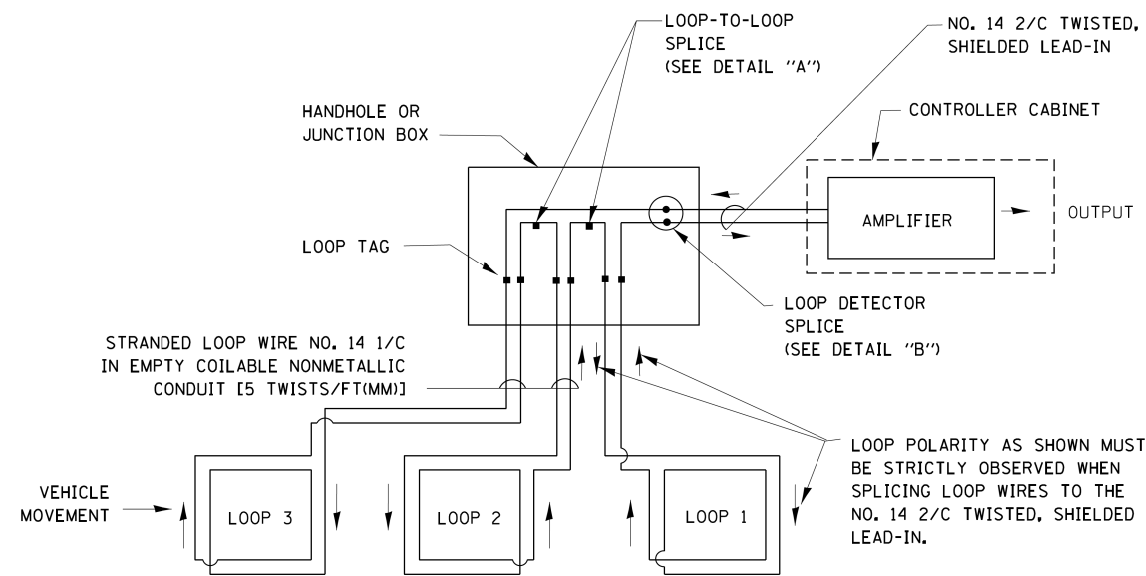 LOOP-TO-LOOP
SPLICE
(SEE DETAIL "A")
NO. 14 2/C TWISTED,
SHIELDED LEAD-IN
HANDHOLE OR
JUNCTION BOX
CONTROLLER CABINET
AMPLIFIER
OUTPUT
LOOP TAG
LOOP DETECTOR
SPLICE
(SEE DETAIL "B")
STRANDED LOOP WIRE NO. 14 1/C
IN EMPTY COILABLE NONMETALLIC
CONDUIT [5 TWISTS/FT(MM)]
LOOP POLARITY AS SHOWN MUST
BE STRICTLY OBSERVED WHEN
SPLICING LOOP WIRES TO THE
NO. 14 2/C TWISTED, SHIELDED
LEAD-IN.
VEHICLE
MOVEMENT
LOOP 3
LOOP 2
LOOP 1